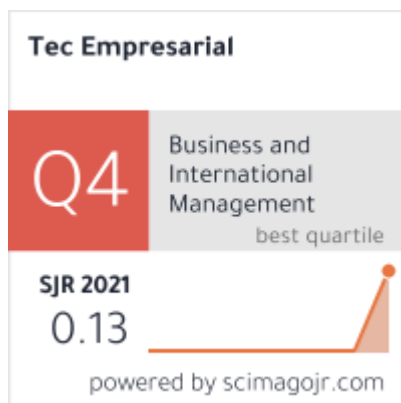 Tec Empresarial
Q4
Business and
International
Management
best quartile
SJR 2021
0.13
powered by scimagojr.com